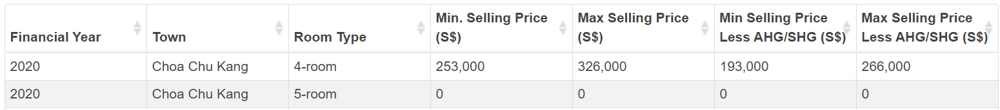 Financial Year Town Room Type Min. Selling Price (S$) Max Selling Price (S$) Min Selling Price Less AHG/SHG (S$) Max Selling Price Less AHG/SHG (S$)
2020 Choa Chu Kang 4-room 253,000 326,000 193,000 266,000
2020 Choa Chu Kang 5-room 0 0 0 0